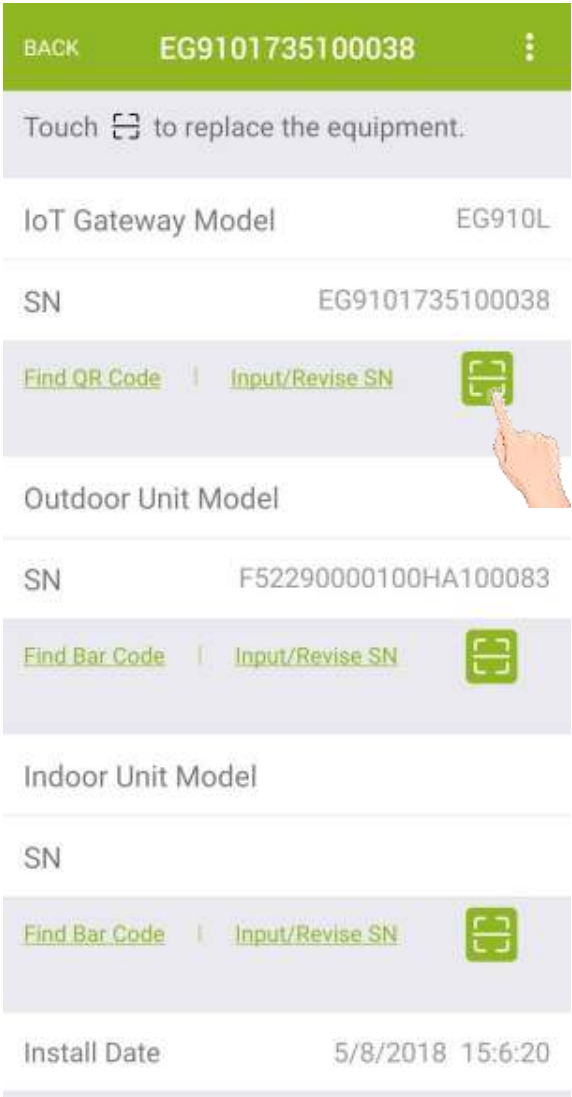 BACK EG9101735100038
Touch to replace the equipment.
IoT Gateway Model EG910L
SN EG9101735100038
Find QR Code | Input/Revise SN
Outdoor Unit Model
SN F52290000100HA100083
Find Bar Code | Input/Revise SN
Indoor Unit Model
SN
Find Bar Code | Input/Revise SN
Install Date 5/8/2018 15:6:20